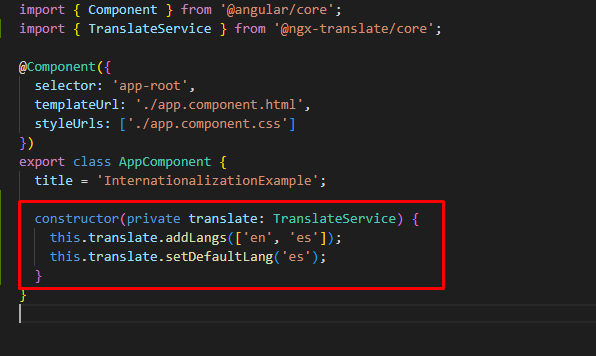 import { Component } from '@angular/core';
import { TranslateService } from '@ngx-translate/core';
@Component({
selector: 'app-root',
templateUrl: './app.component.html',
styleUrls: ['./app.component.css']
})
export class AppComponent {
title = 'InternationalizationExample';
constructor(private translate: TranslateService) {
this.translate.addLangs(['en', 'es']);
this.translate.setDefaultLang('es');
}
}